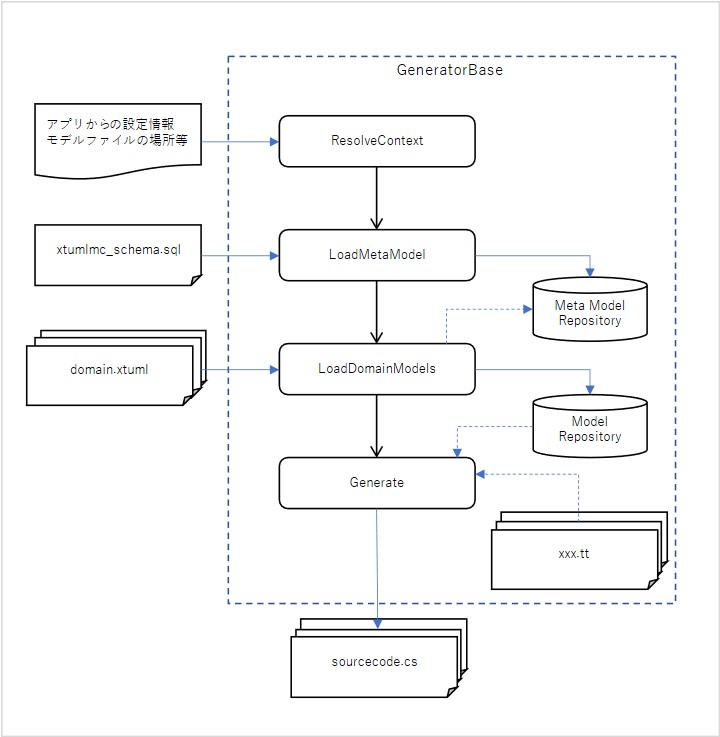 GeneratorBase
アプリからの設定情報
モデルファイルの場所等
ResolveContext
xtumlmc_schema.sql
LoadMetaModel
Meta Model
Repository
domain.xtuml
LoadDomainModels
Model
Repository
Generate
xxx.tt
sourcecode.cs